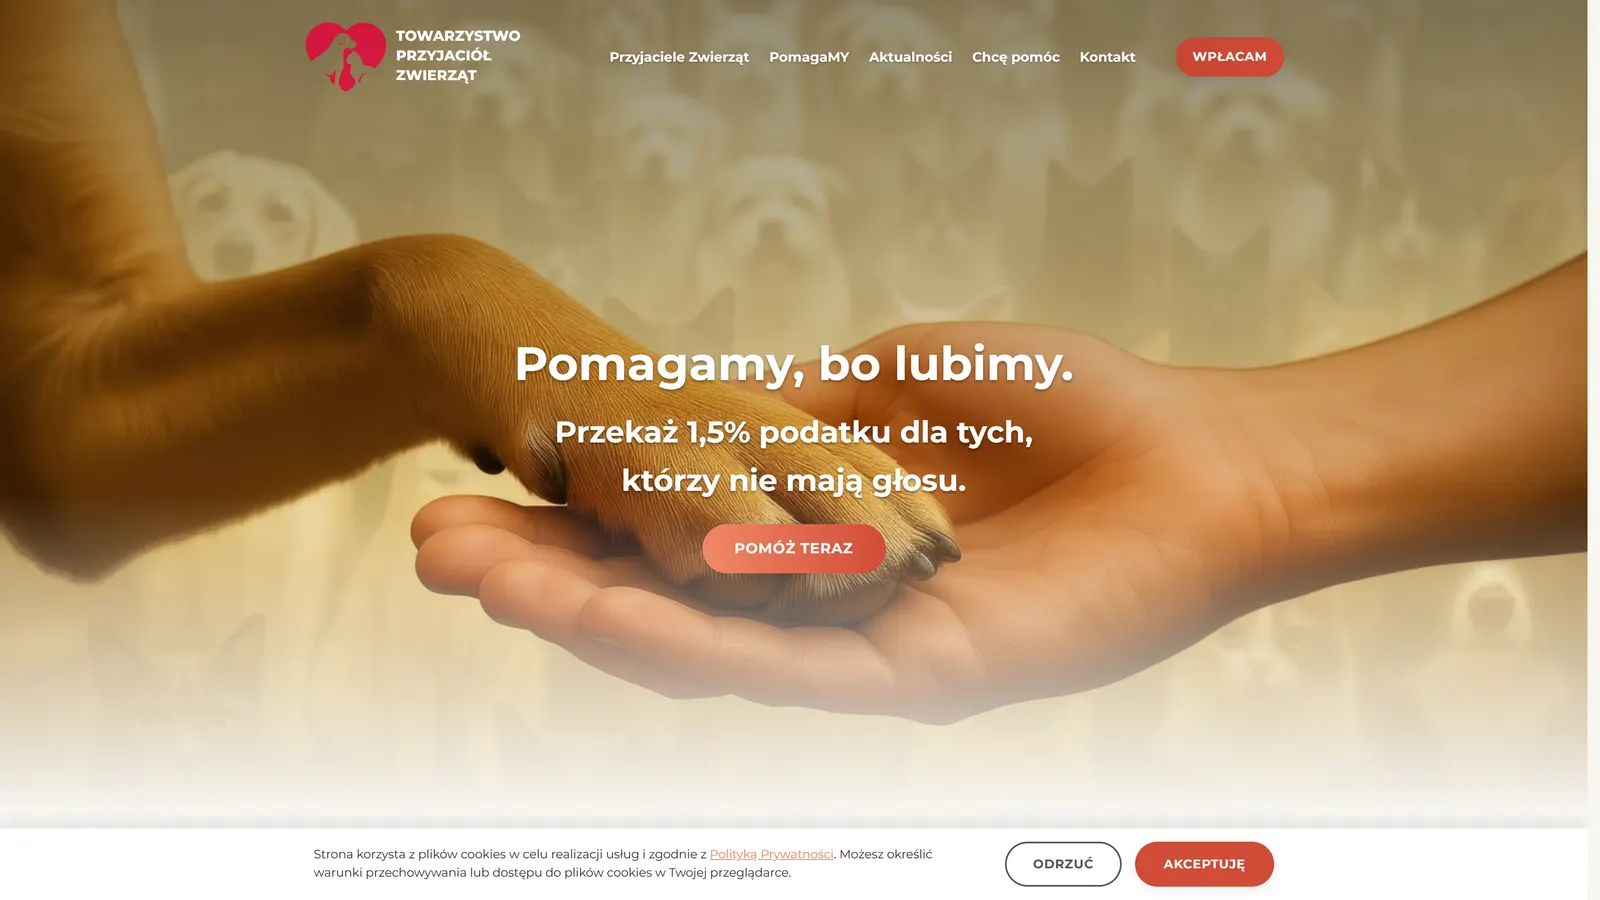 TOWARZYSTWO
PRZYJACIÓŁ
ZWIERZĄT
Przyjaciele Zwierząt PomagaMY Aktualności Chcę pomóc Kontakt WPŁACAM
Pomagamy, bo lubimy.
Przekaż 1,5% podatku dla tych,
którzy nie mają głosu.
POMÓŻ TERAZ
Strona korzysta z plików cookies w celu realizacji usług i zgodnie z Polityką Prywatności. Możesz określić
warunki przechowywania lub dostępu do plików cookies w Twojej przeglądarce.
ODRZUĆ AKCEPTUJĘ